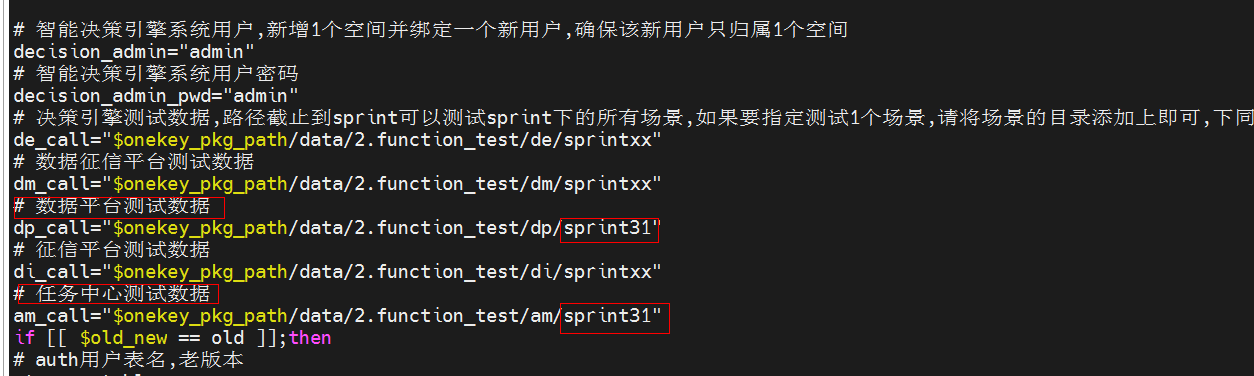 # 智能决策引擎系统用户,新增1个空间并绑定一个新用户,确保该新用户只归属1个空间
decision_admin="admin"
# 智能决策引擎系统用户密码
decision_admin_pwd="admin"
# 决策引擎测试数据,路径截止到sprint可以测试sprint下的所有场景,如果要指定测试1个场景,请将场景的目录添加上即可,下同
de_call="$onekey_pkg_path/data/2.function_test/de/sprintxx"
# 数据征信平台测试数据
dm_call="$onekey_pkg_path/data/2.function_test/dm/sprintxx"
# 数据平台测试数据
dp_call="$onekey_pkg_path/data/2.function_test/dp/sprint31"
# 征信平台测试数据
di_call="$onekey_pkg_path/data/2.function_test/di/sprintxx"
# 任务中心测试数据
am_call="$onekey_pkg_path/data/2.function_test/am/sprint31"
if [[ $old_new == old ]];then
# auth用户表名,老版本